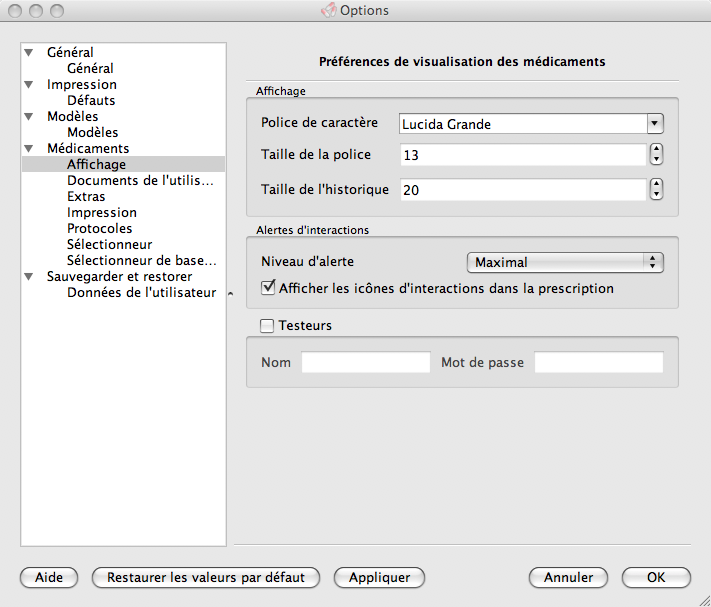 Options
Général
Général
Impression
Défauts
Modèles
Modèles
Médicaments
Affichage
Documents de l'utilis...
Extras
Impression
Protocoles
Sélectionneur
Sélectionneur de base...
Sauvegarder et restorer
Données de l'utilisateur
Préférences de visualisation des médicaments
Affichage
Police de caractère Lucida Grande
Taille de la police 13
Taille de l'historique 20
Alertes d'interactions
Niveau d'alerte Maximal
Afficher les icônes d'interactions dans la prescription
Testeurs
Nom Mot de passe
Aide Restaurer les valeurs par défaut Appliquer Annuler OK